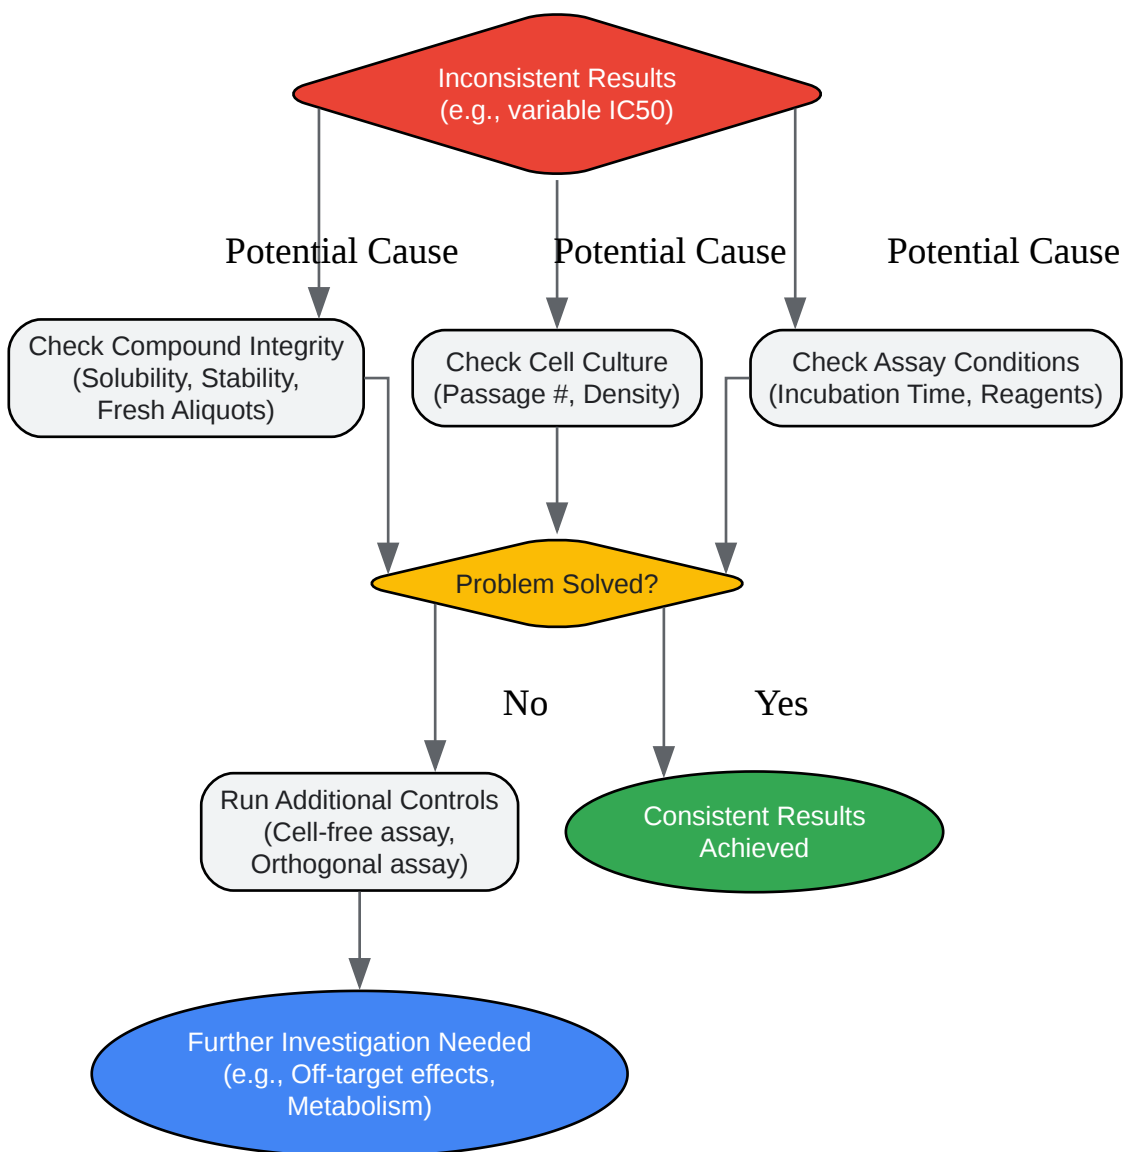 Inconsistent Results
(e.g., variable IC50)
Potential Cause
Potential Cause
Potential Cause
Check Compound Integrity
(Solubility, Stability,
Fresh Aliquots)
Check Cell Culture
(Passage #, Density)
Check Assay Conditions
(Incubation Time, Reagents)
Problem Solved?
No
Yes
Run Additional Controls
(Cell-free assay,
Orthogonal assay)
Consistent Results
Achieved
Further Investigation Needed
(e.g., Off-target effects,
Metabolism)